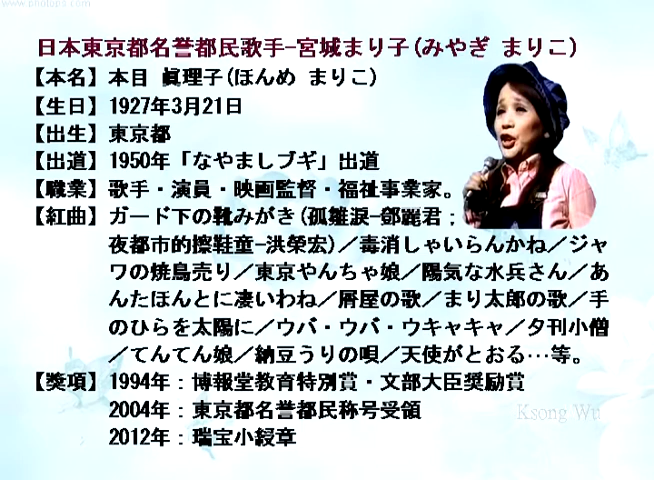 www.photops.com
日本東京都名誉都民歌手-宮城まり子(みやぎ まりこ)
【本名】本目 眞理子(ほんめ まりこ)
【生日】1927年3月21日
【出生】東京都
【出道】1950年「なやましブギ」出道
【職業】歌手・演員・映画監督・福祉事業家。
【紅曲】ガード下の靴みがき(孤雛淚-鄧麗君；
夜都市的擦鞋童-洪榮宏)／毒消しゃいらんかね／ジャ
ワの焼鳥売り／東京やんちゃ娘／陽気な水兵さん／あ
んたほんとに凄いわね／屑屋の歌／まり太郎の歌／手
のひらを太陽に／ウバ・ウバ・ウキャキャ／夕刊小僧
／てんてん娘／納豆うりの唄／天使がとおる…等。
【獎項】1994年：博報堂教育特別賞・文部大臣奨励賞
2004年：東京都名誉都民称号受領
2012年：瑞宝小綬章
Ksong Wu